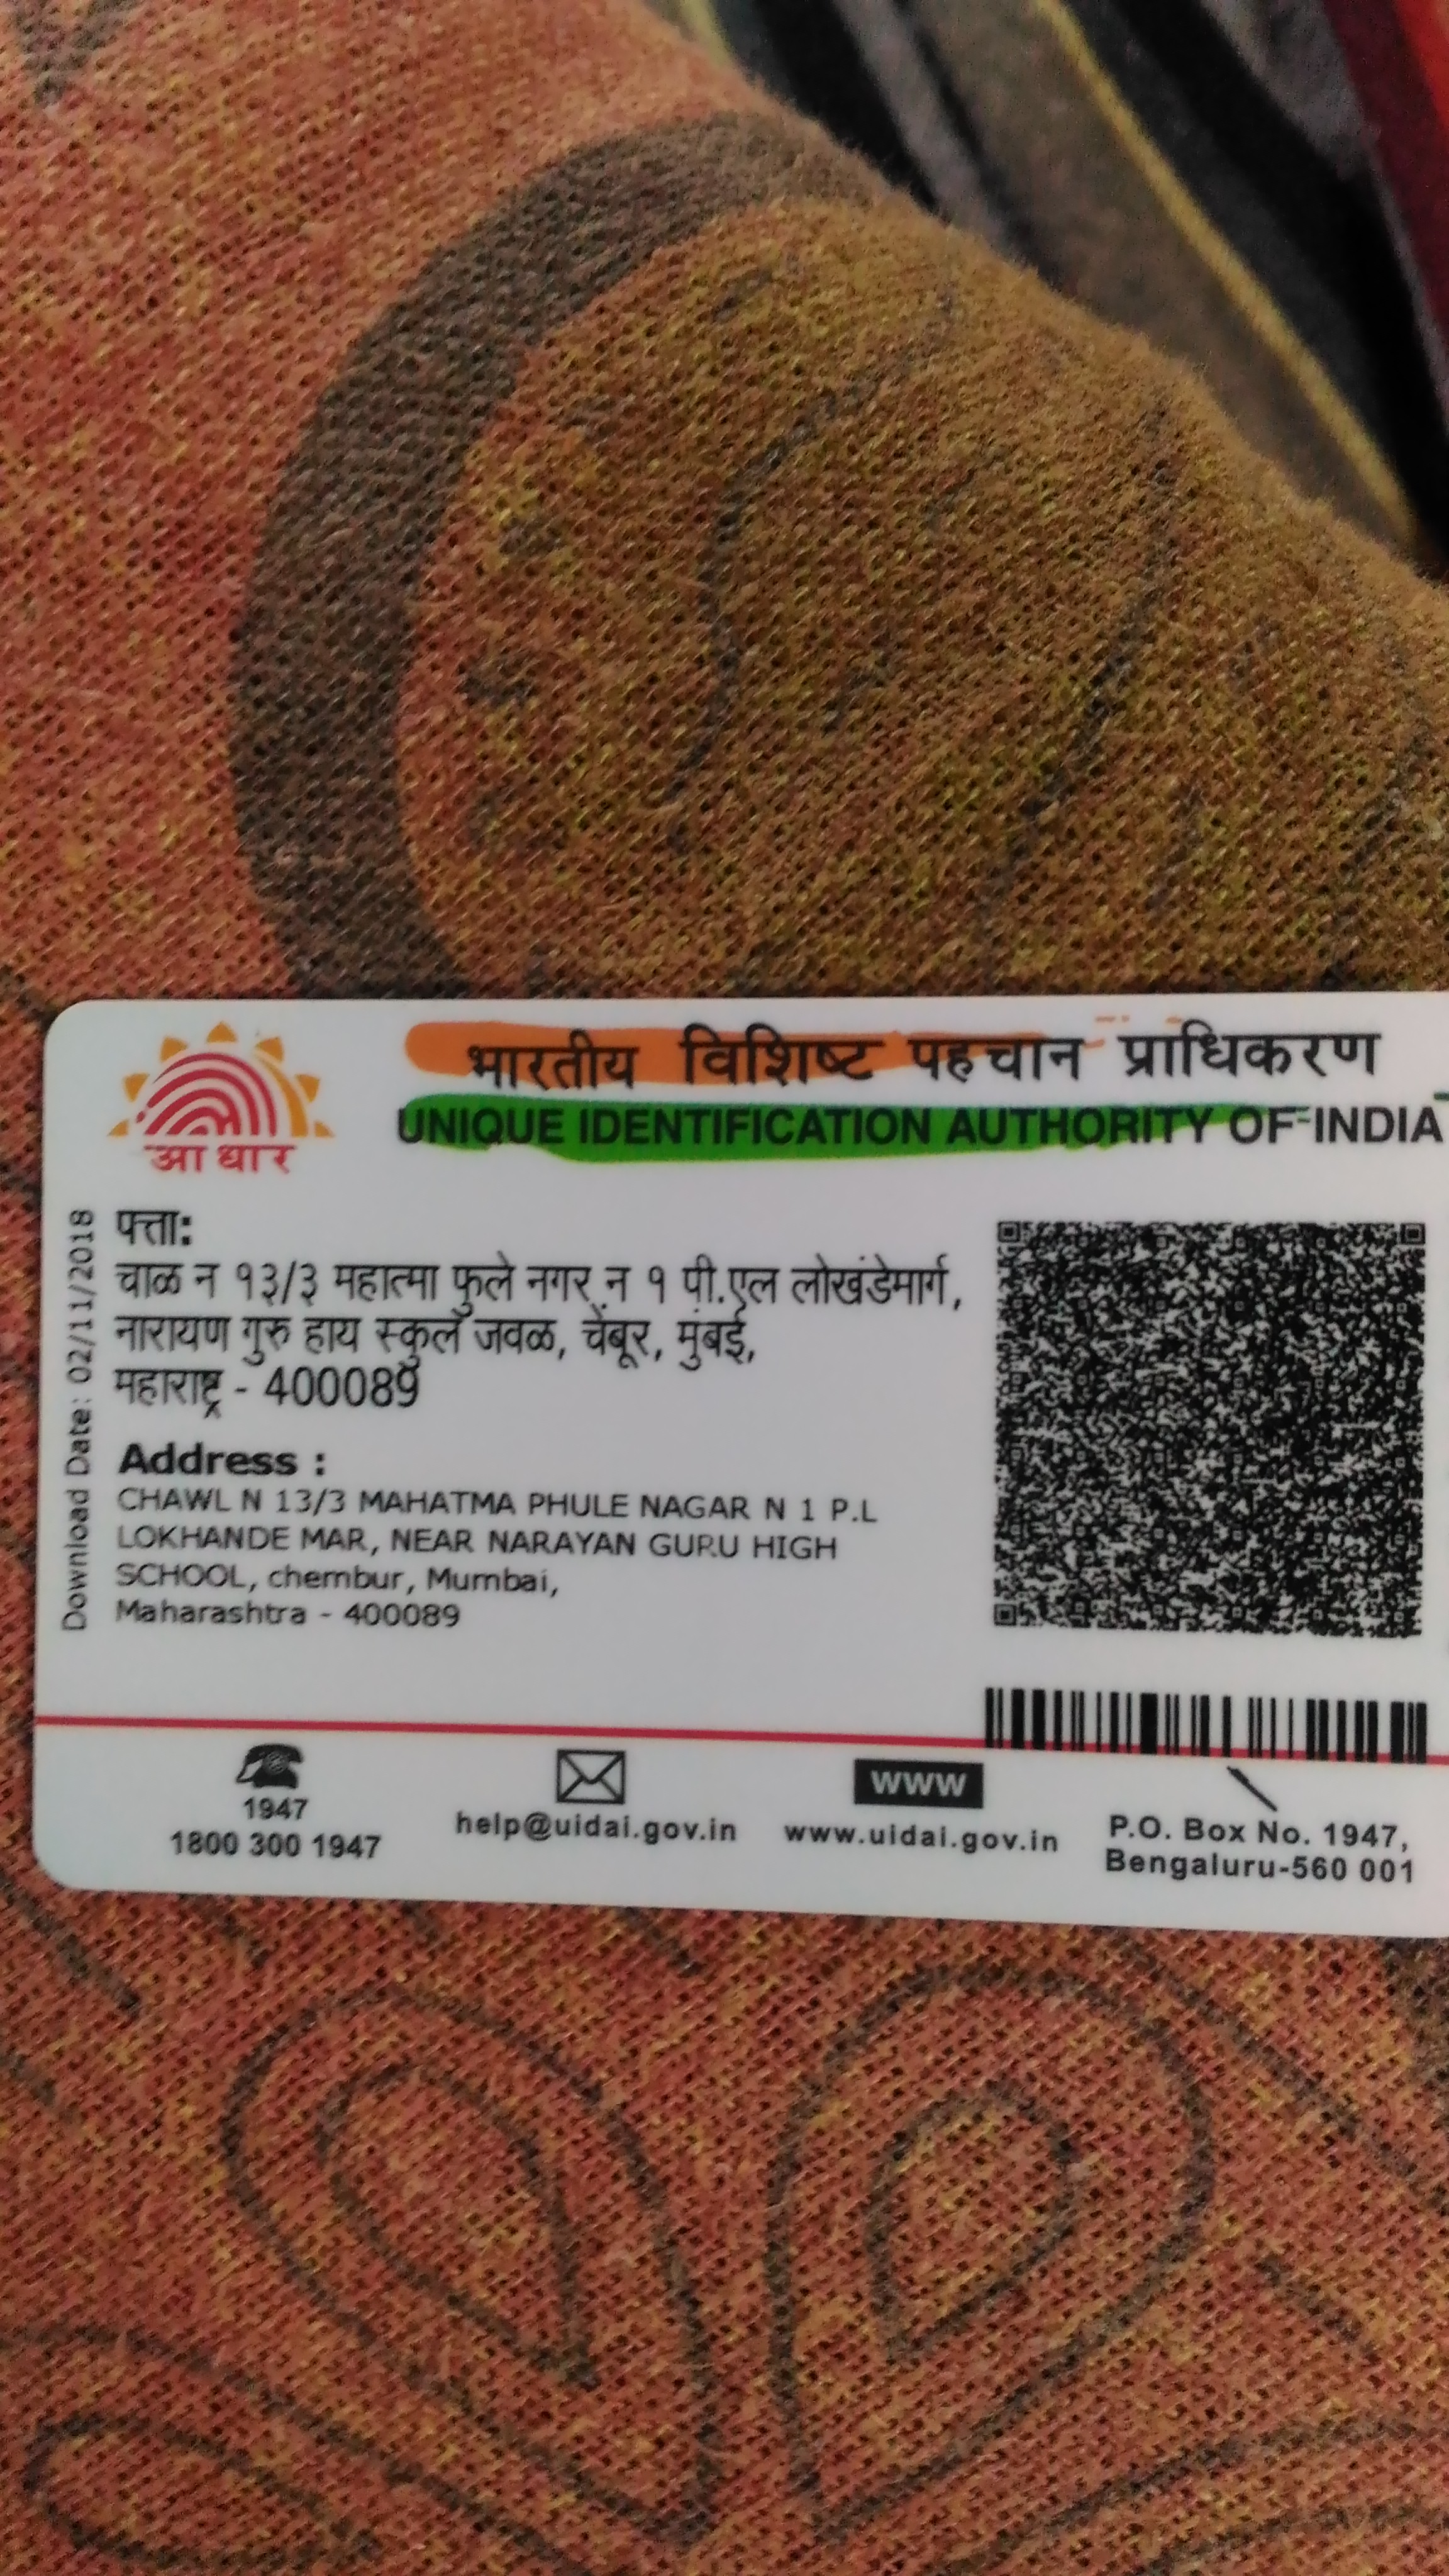 आधार
भारतीय विशिष्ट पहचान प्राधिकरण
UNIQUE IDENTIFICATION AUTHORITY OF INDIA
Download Date: 02/11/2018
पत्ता:
चाळ न १३/३ महात्मा फुले नगर न १ पी.एल लोखंडेमार्ग,
नारायण गुरु हाय स्कुल जवळ, चेंबूर, मुंबई,
महाराष्ट्र - 400089
Address :
CHAWL N 13/3 MAHATMA PHULE NAGAR N 1 P.L
LOKHANDE MAR, NEAR NARAYAN GURU HIGH
SCHOOL, chembur, Mumbai,
Maharashtra - 400089
1947
1800 300 1947
help@uidai.gov.in
www
www.uidai.gov.in
P.O. Box No. 1947,
Bengaluru-560 001